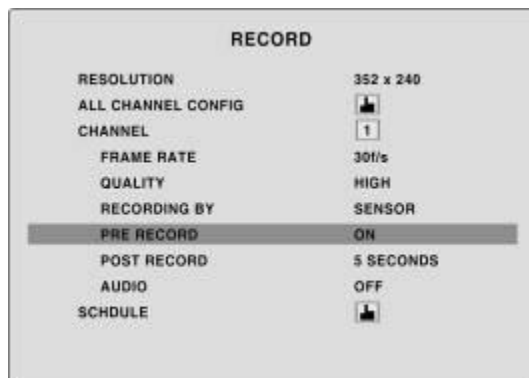 RECORD
RESOLUTION 352 x 240
ALL CHANNEL CONFIG
CHANNEL 1
FRAME RATE 30f/s
QUALITY HIGH
RECORDING BY SENSOR
PRE RECORD ON
POST RECORD 5 SECONDS
AUDIO OFF
SCHDULE